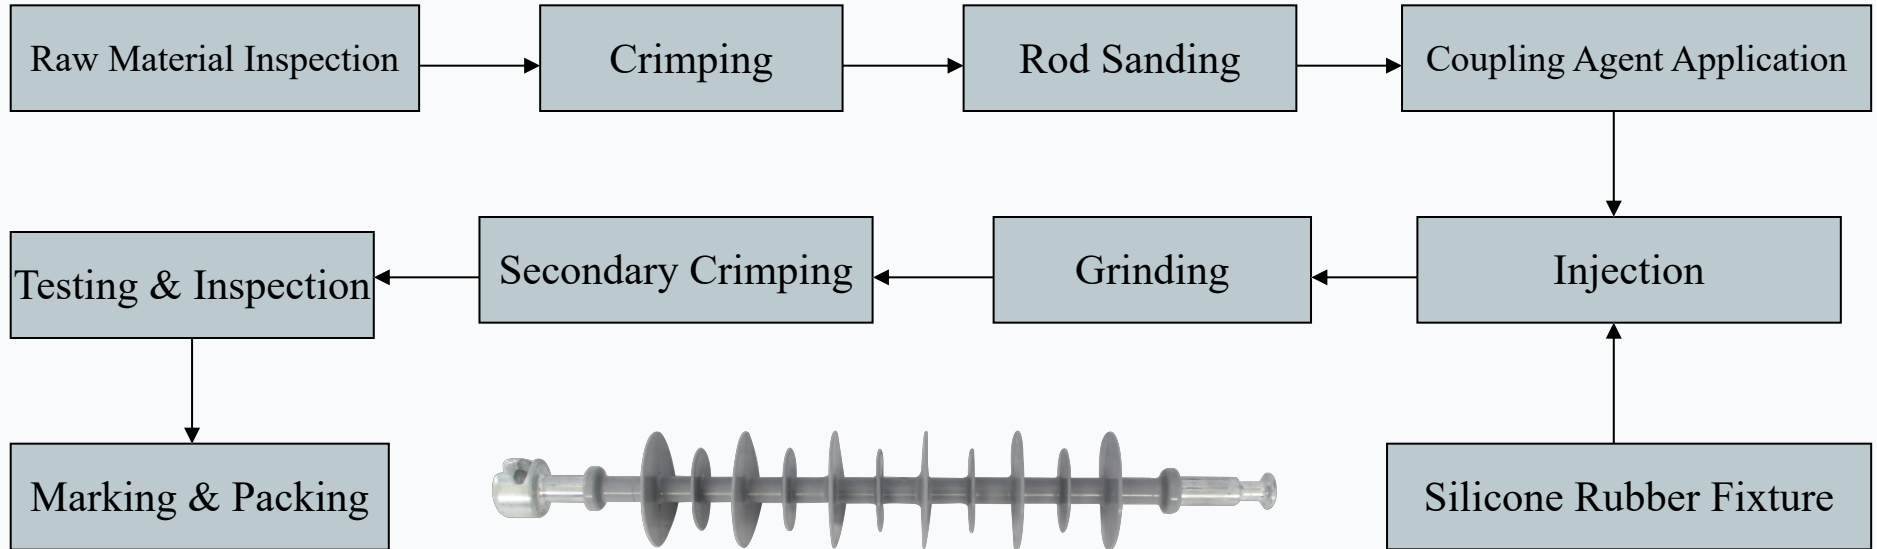 Raw Material Inspection
Crimping
Rod Sanding
Coupling Agent Application
Testing & Inspection
Secondary Crimping
Grinding
Injection
Marking & Packing
Silicone Rubber Fixture